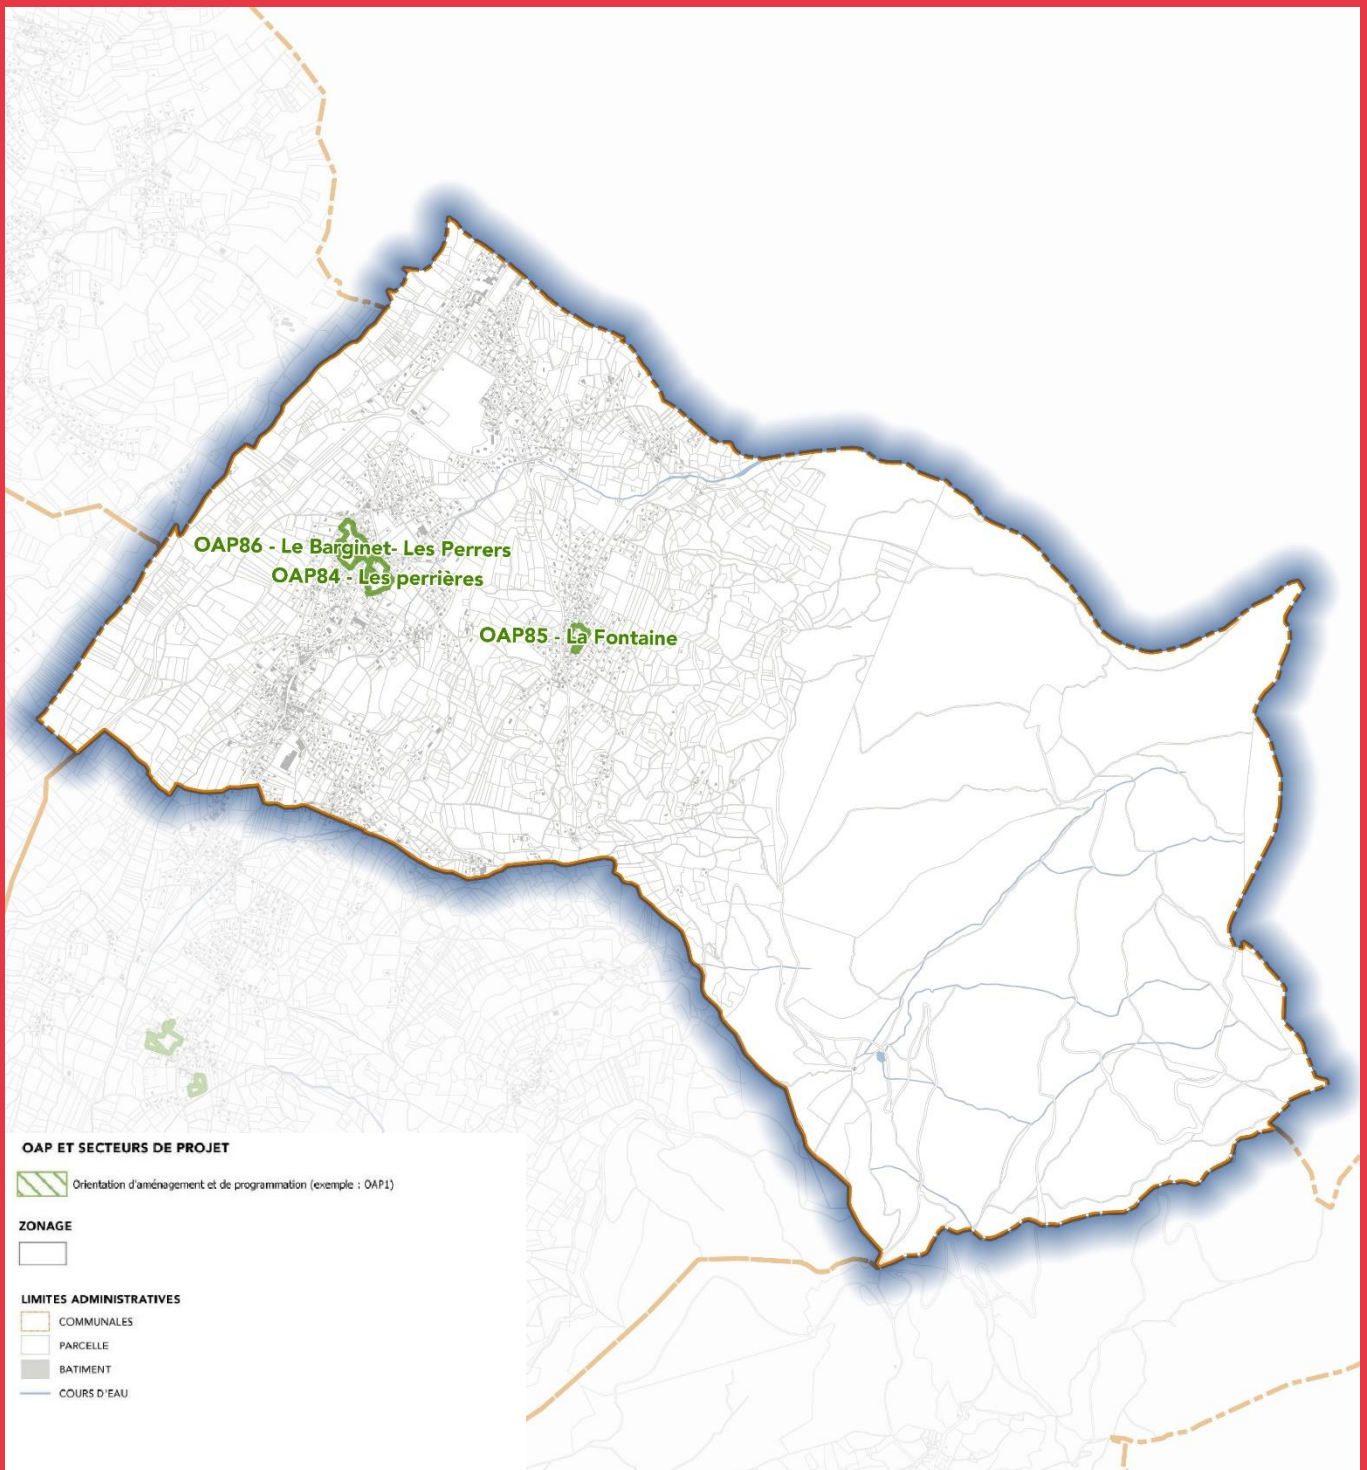 OAP86 - Le Barginet- Les Perrers
OAP84 - Les perrières
OAP85 - La Fontaine
OAP ET SECTEURS DE PROJET
Orientation d'aménagement et de programmation (exemple : OAP1)
ZONAGE
LIMITES ADMINISTRATIVES
COMMUNALES
PARCELLE
BATIMENT
COURS D'EAU